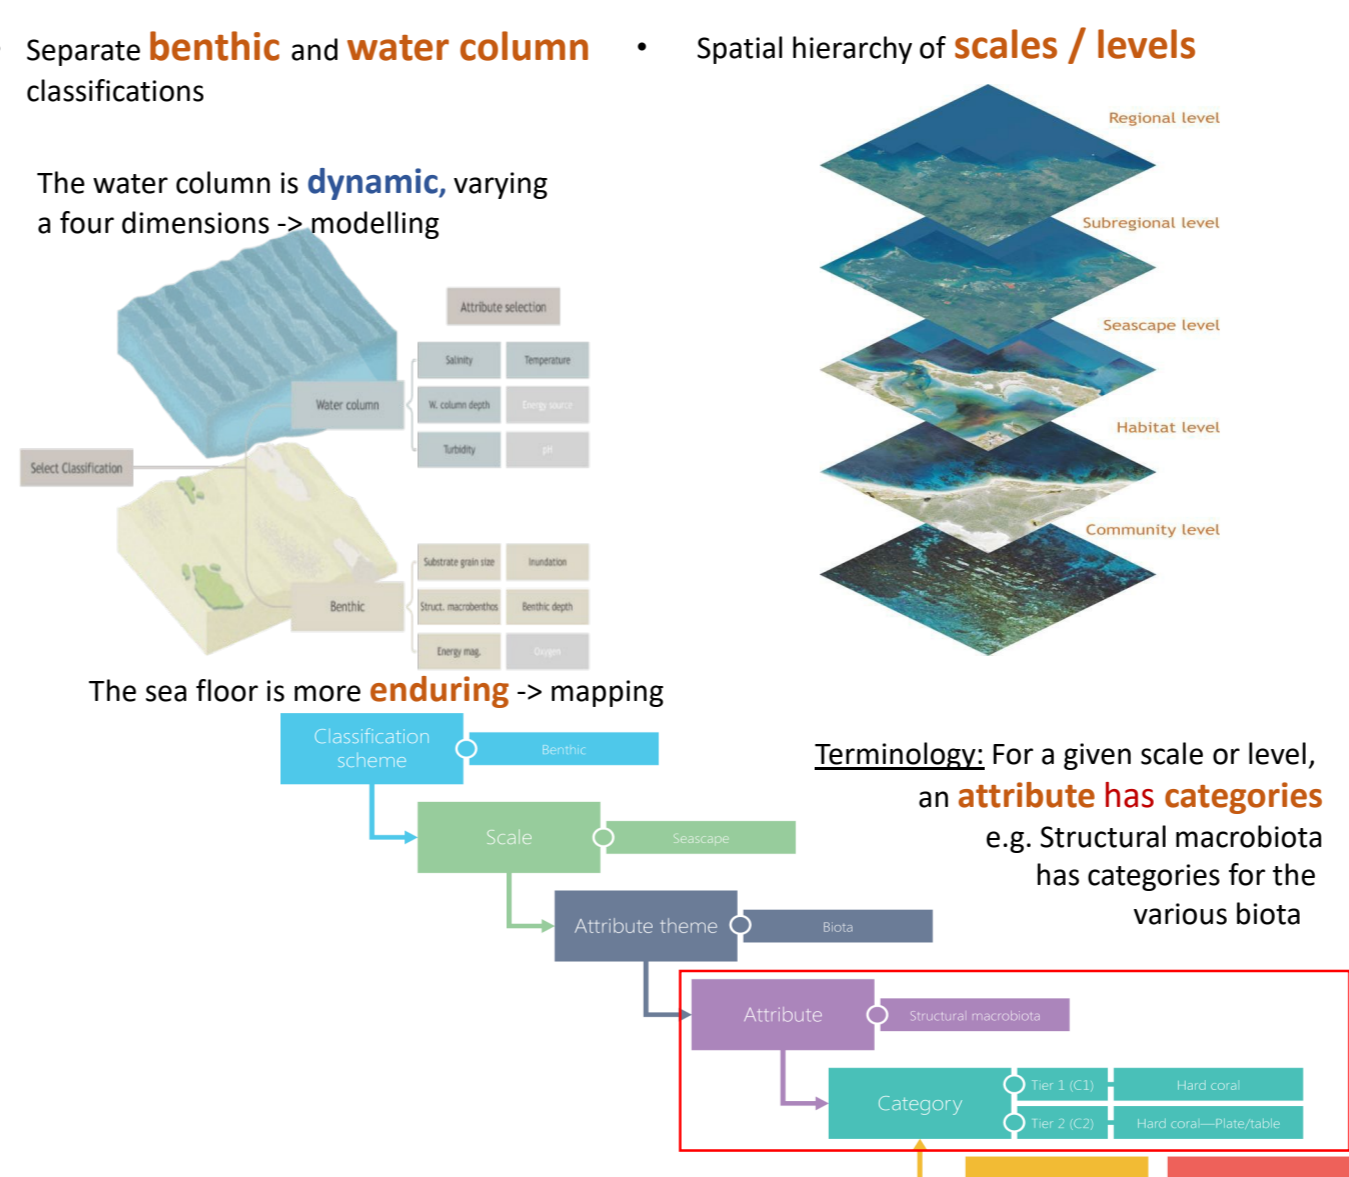 • Separate benthic and water column
classifications
The water column is dynamic, varying
a four dimensions -> modelling
Attribute selection
Salinity
Temperature
W. column depth
Energy source
Turbidity
pH
Water column
Select Classification
Benthic
Substrate grain size
Inundation
Struct. macrobenthos
Benthic depth
Energy mag.
Oxygen
The sea floor is more enduring -> mapping
• Spatial hierarchy of scales / levels
Regional level
Subregional level
Seascape level
Habitat level
Community level
Terminology: For a given scale or level,
an attribute has categories
e.g. Structural macrobiota
has categories for the
various biota
Classification
scheme
Benthic
Scale
Seascape
Attribute theme
Biota
Attribute
Structural macrobiota
Category
Tier 1 (C1)
Hard coral
Tier 2 (C2)
Hard coral—Plate/table